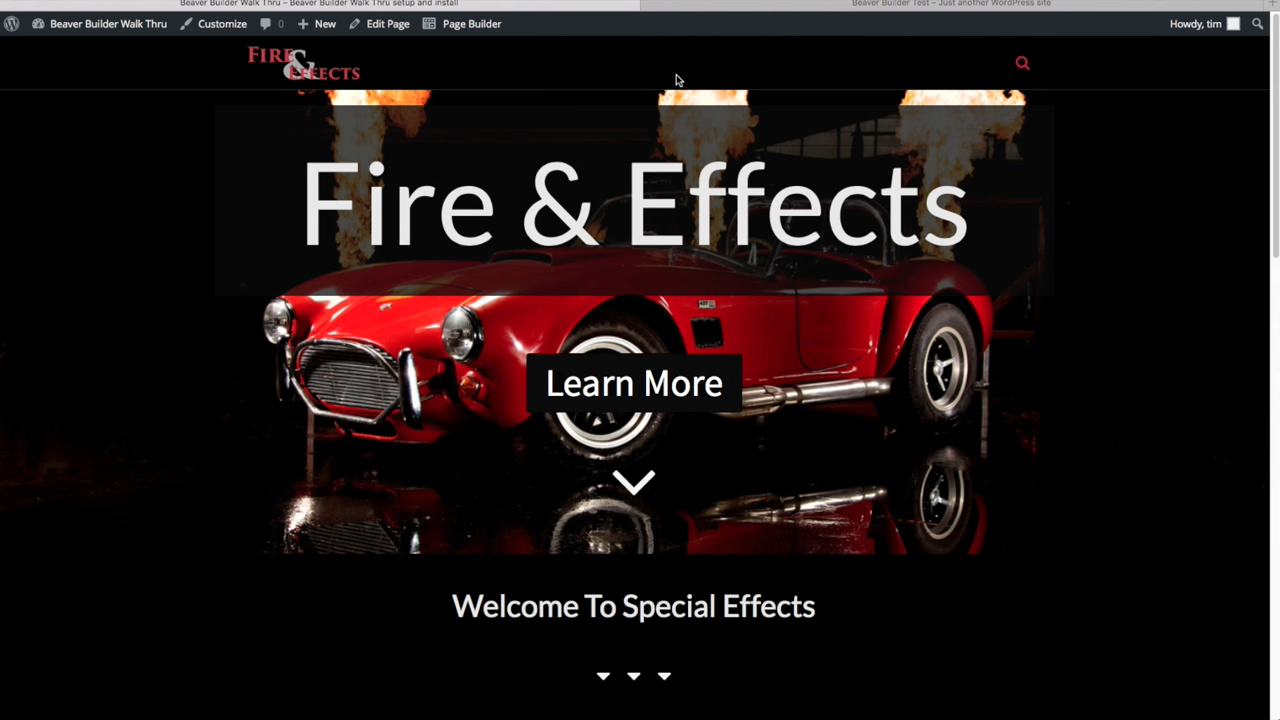 Beaver Builder Walk Thru – Beaver Builder Walk Thru setup and install
Beaver Builder Test – Just another WordPress site
Beaver Builder Walk Thru Customize 0 New Edit Page Page Builder Howdy, tim
FIRE
&
EFFECTS
Fire & Effects
Learn More
Welcome To Special Effects